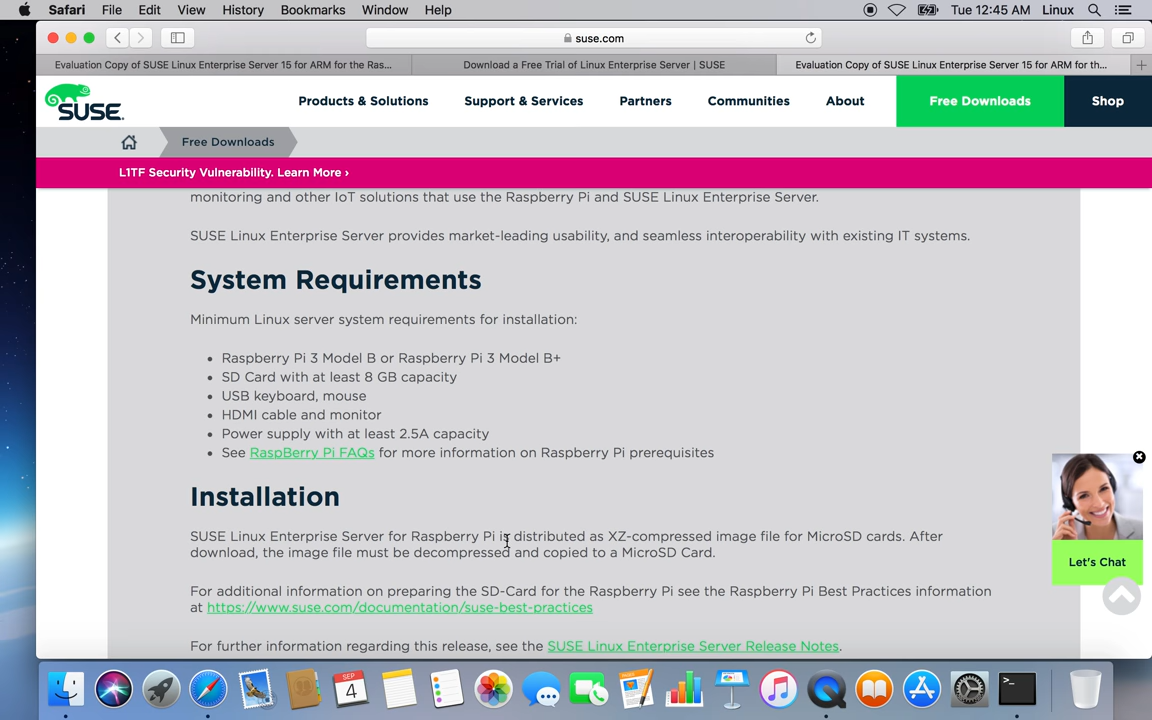 Safari File Edit View History Bookmarks Window Help Tue 12:45 AM Linux
suse.com
Evaluation Copy of SUSE Linux Enterprise Server 15 for ARM for the Ras... Download a Free Trial of Linux Enterprise Server | SUSE Evaluation Copy of SUSE Linux Enterprise Server 15 for ARM for th...
SUSE. Products & Solutions Support & Services Partners Communities About Free Downloads Shop
Free Downloads
L1TF Security Vulnerability. Learn More ›
monitoring and other IoT solutions that use the Raspberry Pi and SUSE Linux Enterprise Server.
SUSE Linux Enterprise Server provides market-leading usability, and seamless interoperability with existing IT systems.
System Requirements
Minimum Linux server system requirements for installation:
• Raspberry Pi 3 Model B or Raspberry Pi 3 Model B+
• SD Card with at least 8 GB capacity
• USB keyboard, mouse
• HDMI cable and monitor
• Power supply with at least 2.5A capacity
• See RaspBerry Pi FAQs for more information on Raspberry Pi prerequisites
Installation
SUSE Linux Enterprise Server for Raspberry Pi is distributed as XZ-compressed image file for MicroSD cards. After
download, the image file must be decompressed and copied to a MicroSD Card.
Let's Chat
For additional information on preparing the SD-Card for the Raspberry Pi see the Raspberry Pi Best Practices information
at https://www.suse.com/documentation/suse-best-practices
For further information regarding this release, see the SUSE Linux Enterprise Server Release Notes.
SEP
4